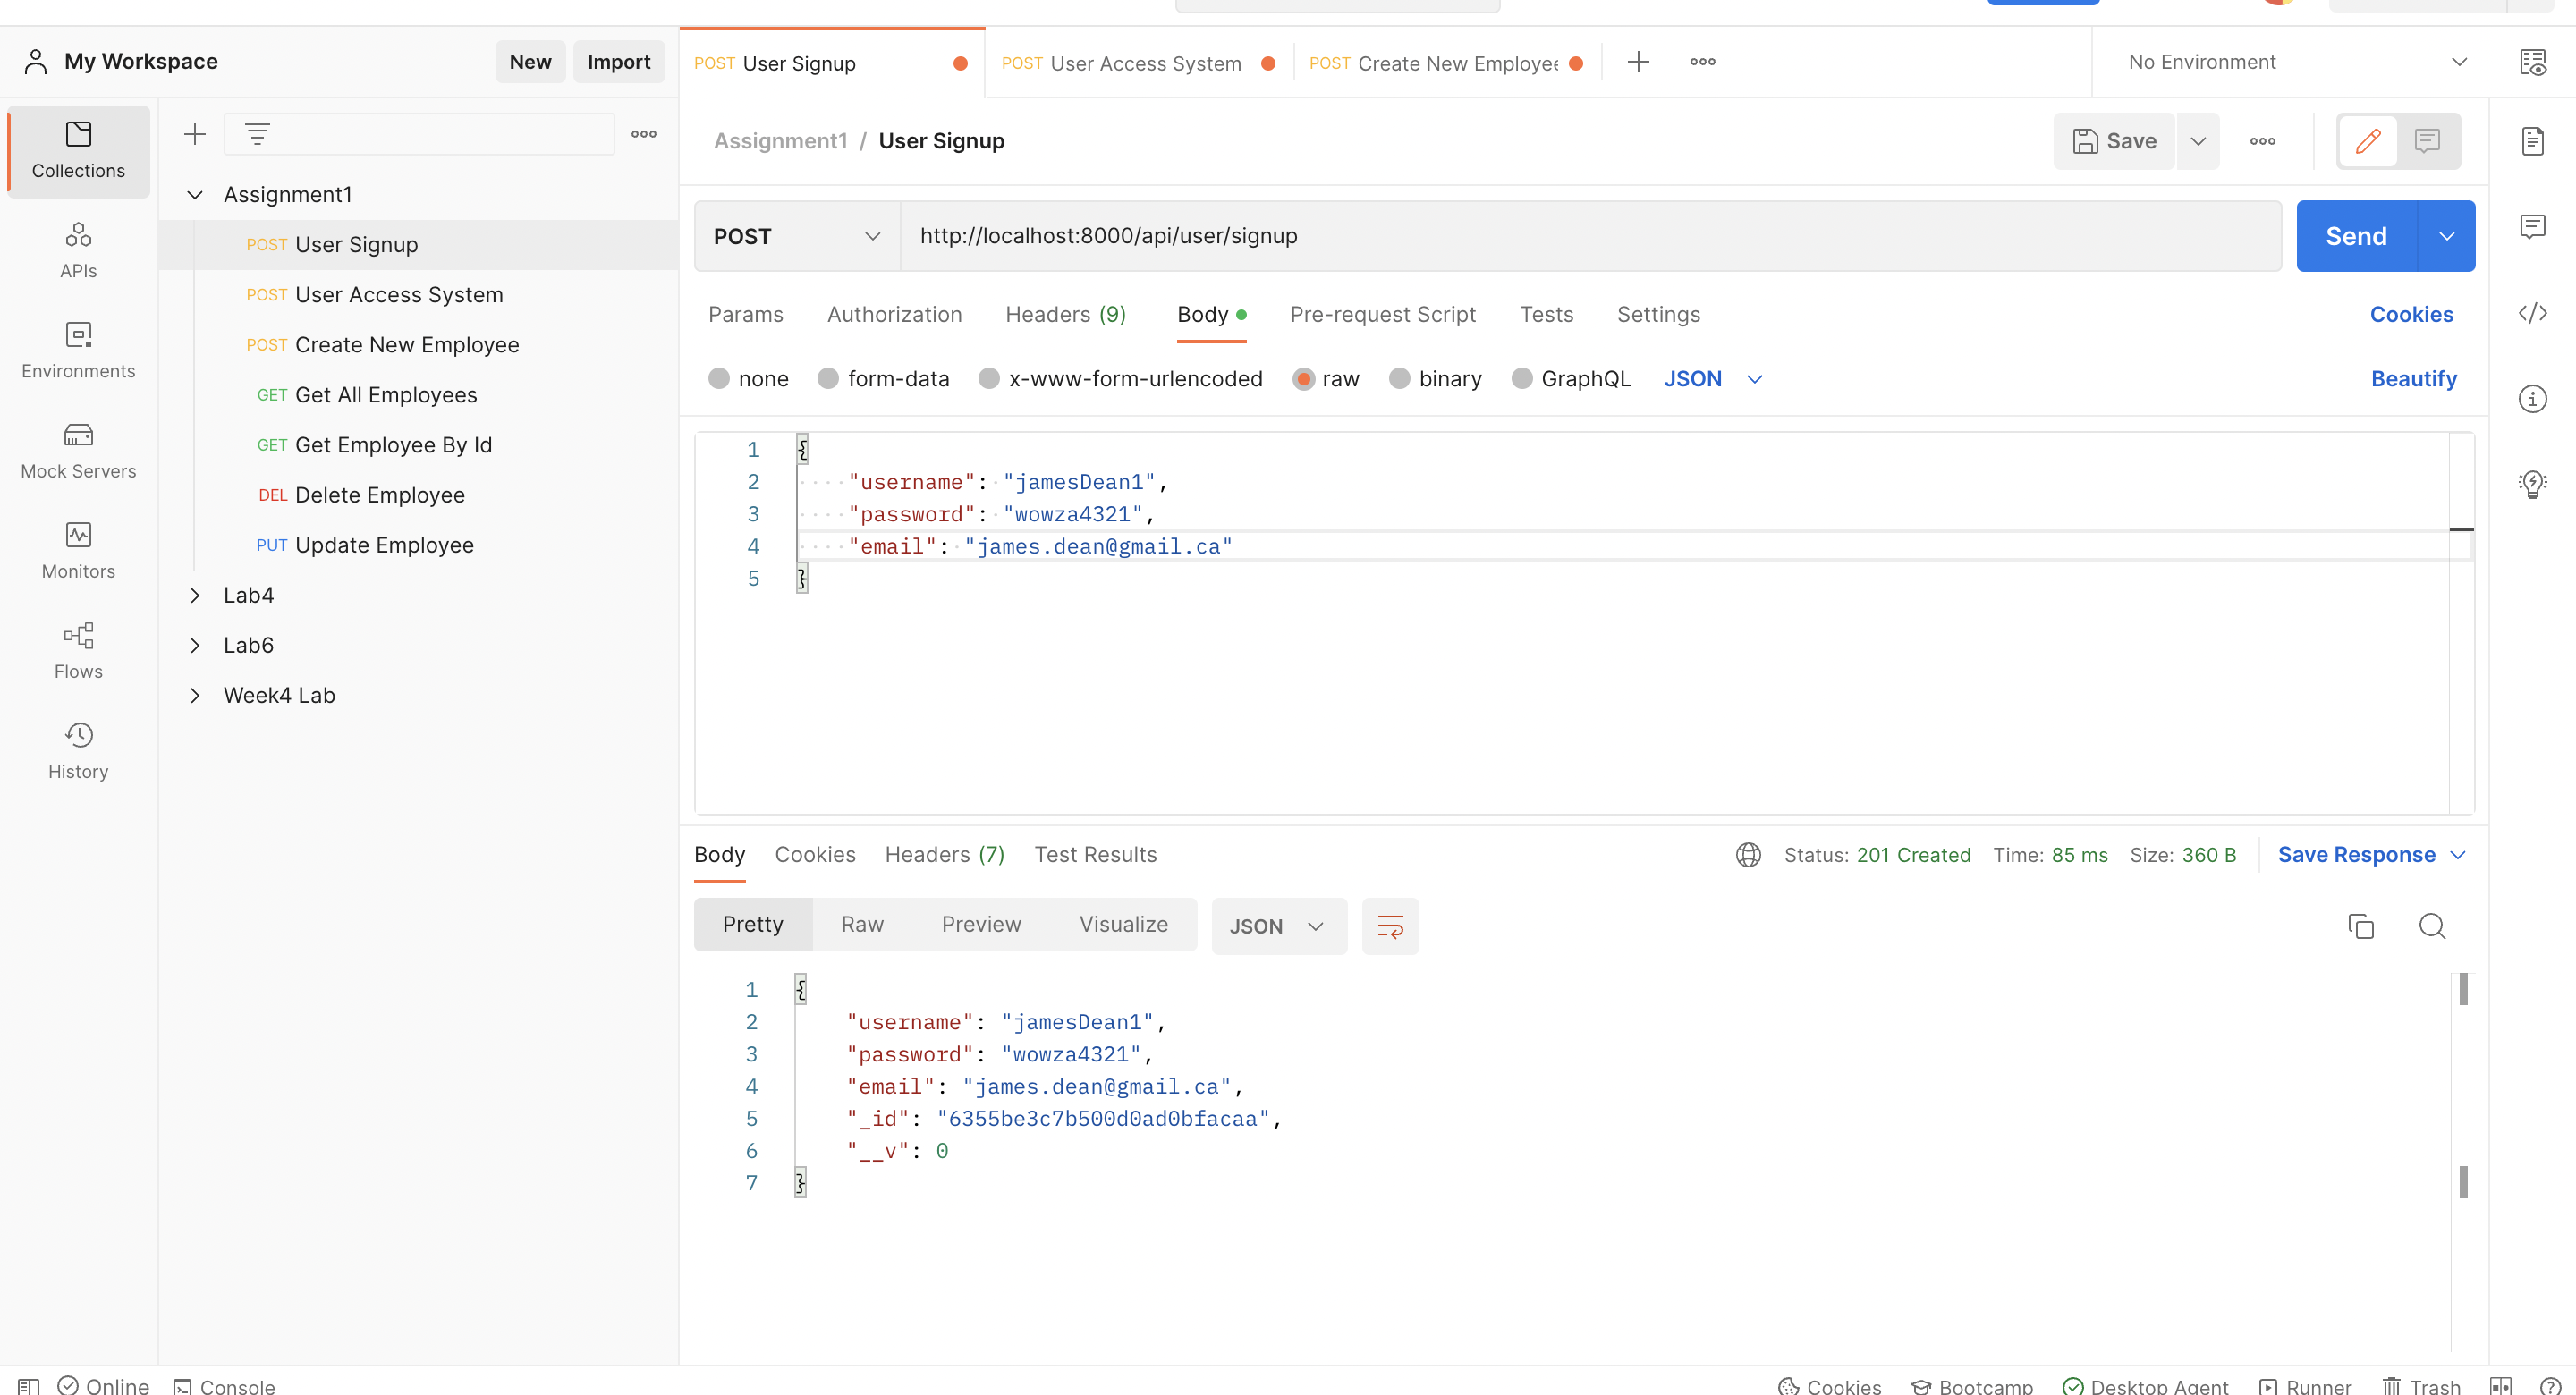 My Workspace
New
Import
POST User Signup
POST User Access System
POST Create New Employee
No Environment
Collections
APIs
Environments
Mock Servers
Monitors
Flows
History
Assignment1
POST User Signup
POST User Access System
POST Create New Employee
GET Get All Employees
GET Get Employee By Id
DEL Delete Employee
PUT Update Employee
Lab4
Lab6
Week4 Lab
Assignment1 / User Signup
Save
POST
http://localhost:8000/api/user/signup
Send
Params Authorization Headers (9) Body Pre-request Script Tests Settings Cookies
none form-data x-www-form-urlencoded raw binary GraphQL JSON Beautify
1 {
2 "username": "jamesDean1",
3 "password": "wowza4321",
4 "email": "james.dean@gmail.ca"
5 }
Body Cookies Headers (7) Test Results Status: 201 Created Time: 85 ms Size: 360 B Save Response
Pretty Raw Preview Visualize JSON
1 {
2 "username": "jamesDean1",
3 "password": "wowza4321",
4 "email": "james.dean@gmail.ca",
5 "_id": "6355be3c7b500d0ad0bfacaa",
6 "__v": 0
7 }
Online Console Cookies Bootcamp Desktop Agent Runner Trash